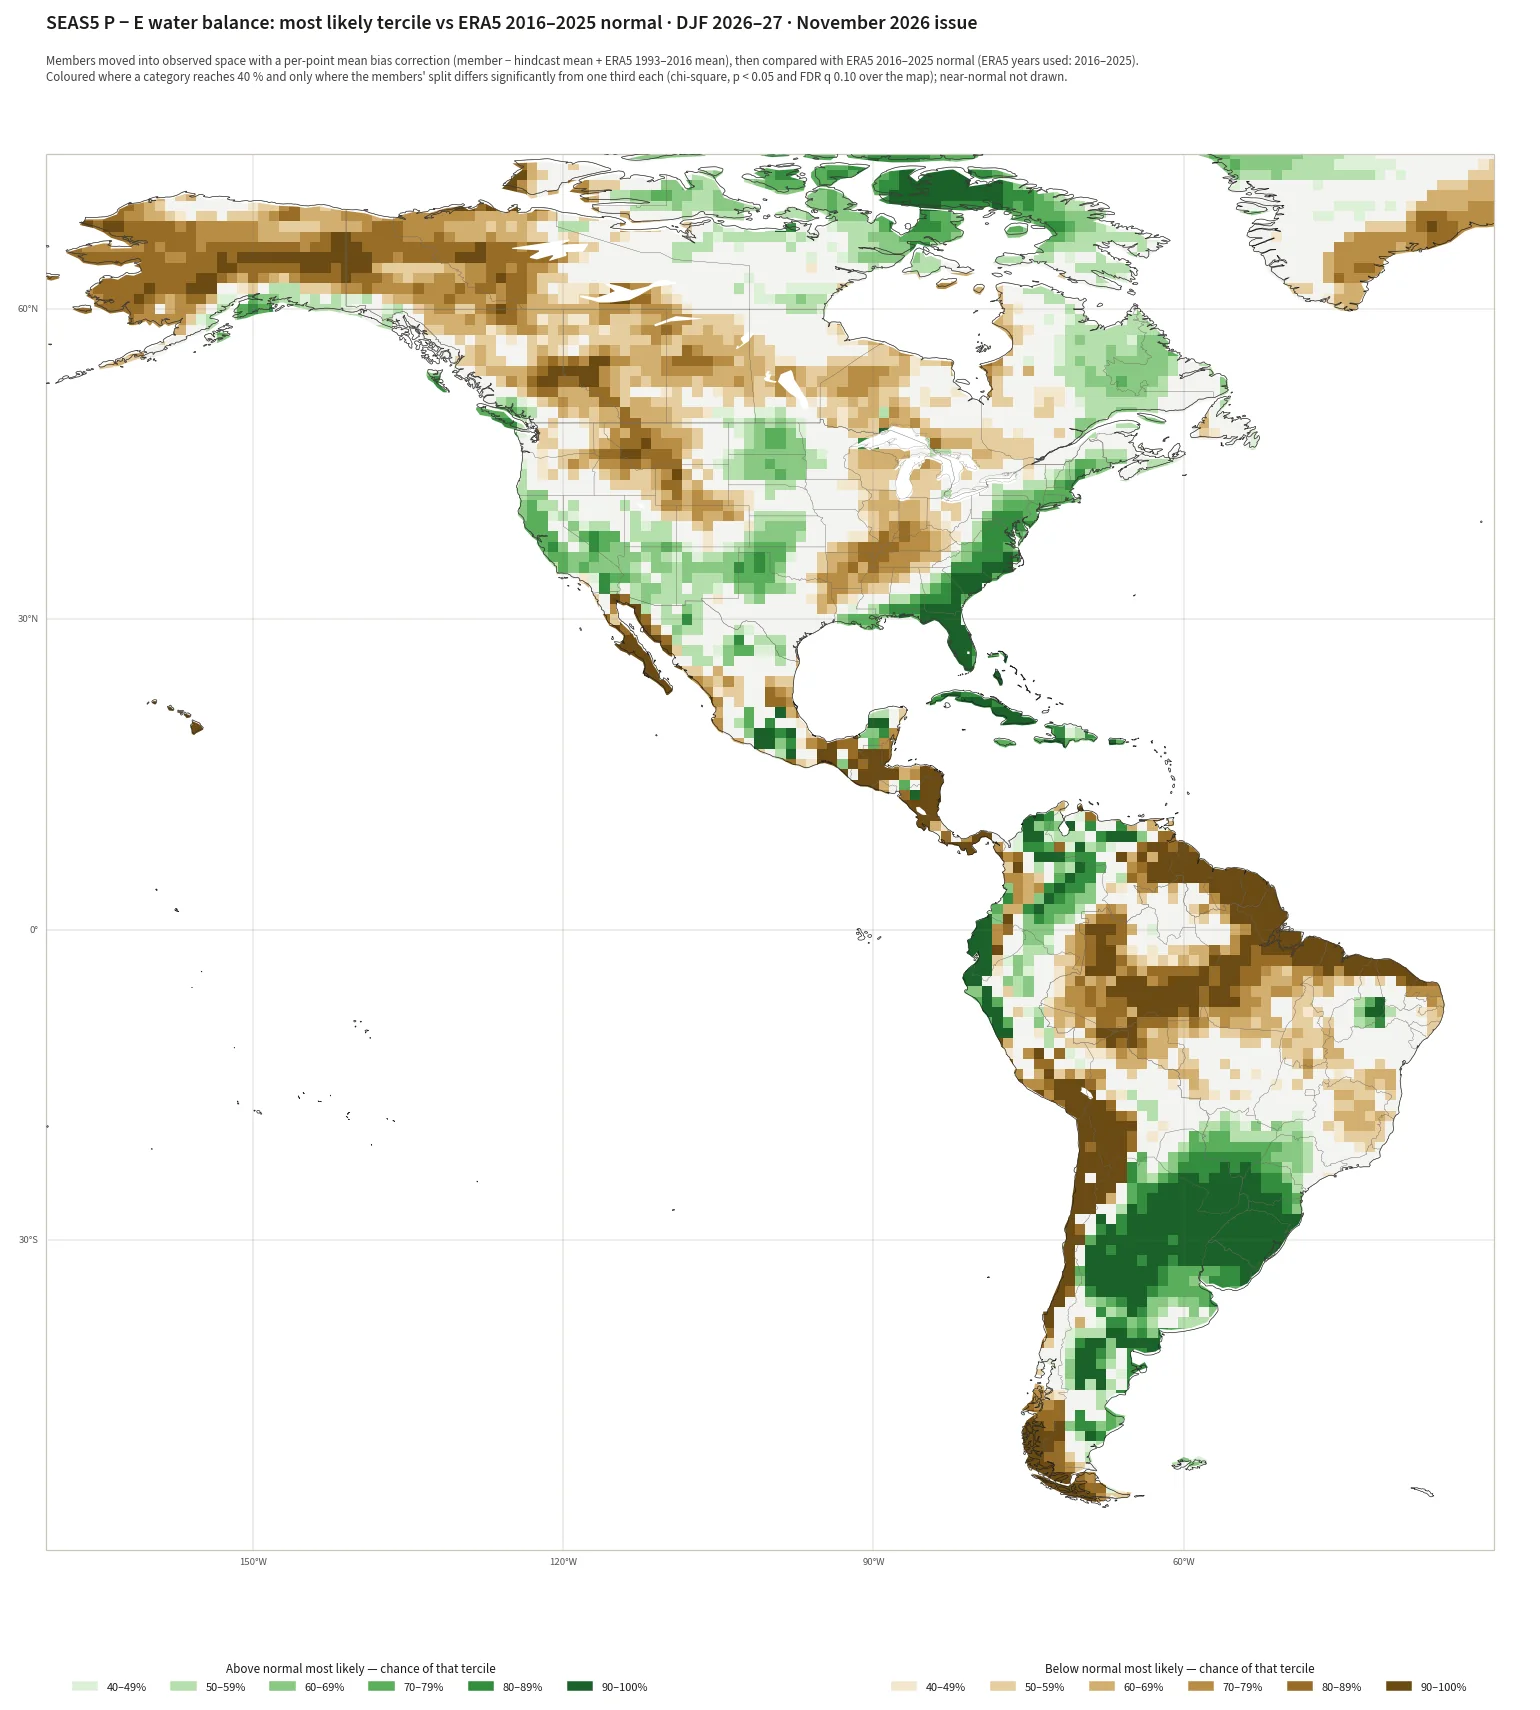 SEAS5 P − E water balance: most likely tercile vs ERA5 2016–2025 normal · DJF 2026–27 · November 2026 issue
Members moved into observed space with a per-point mean bias correction (member − hindcast mean + ERA5 1993–2016 mean), then compared with ERA5 2016–2025 normal (ERA5 years used: 2016–2025).
Coloured where a category reaches 40 % and only where the members' split differs significantly from one third each (chi-square, p < 0.05 and FDR q 0.10 over the map); near-normal not drawn.
60°N
30°N
0°
30°S
150°W 120°W 90°W 60°W
Above normal most likely — chance of that tercile
40–49% 50–59% 60–69% 70–79% 80–89% 90–100%
Below normal most likely — chance of that tercile
40–49% 50–59% 60–69% 70–79% 80–89% 90–100%